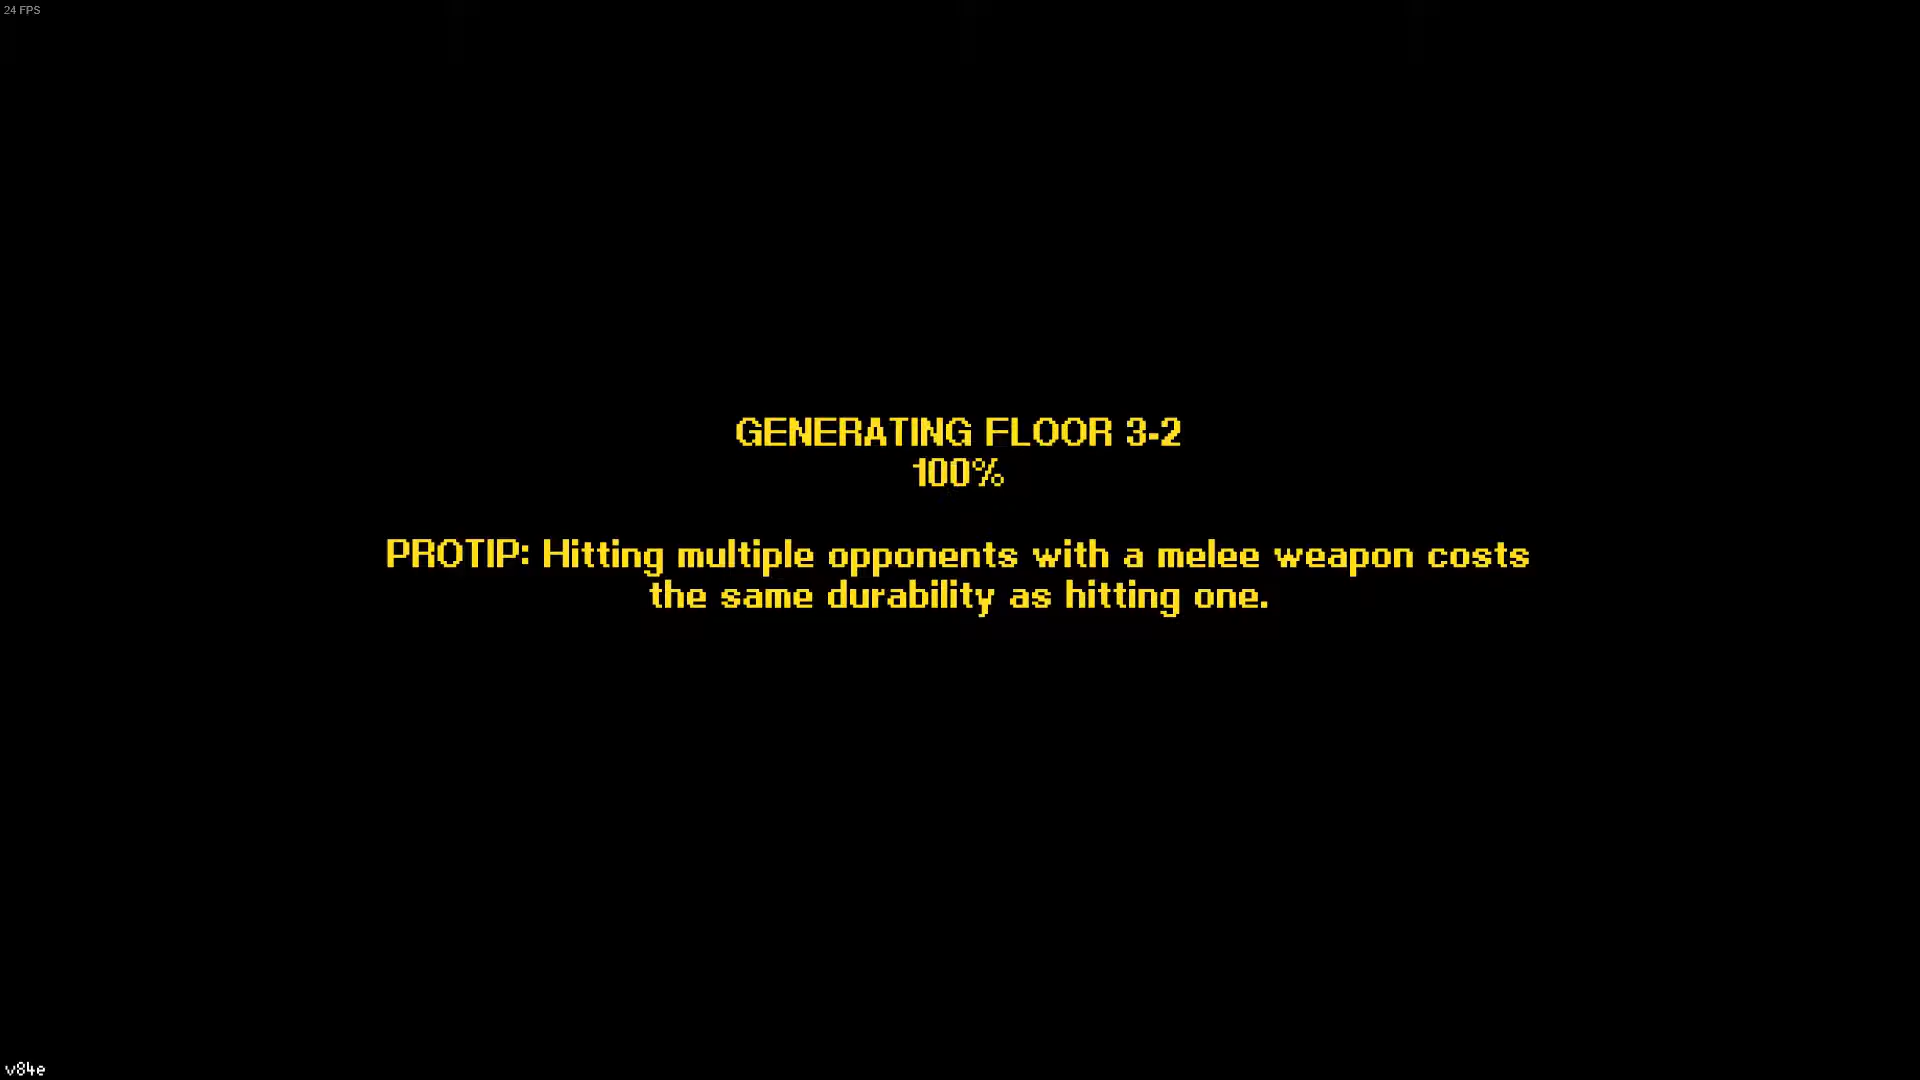 24 FPS
GENERATING FLOOR 3-2
100%
PROTIP: Hitting multiple opponents with a melee weapon costs
the same durability as hitting one.
v84e